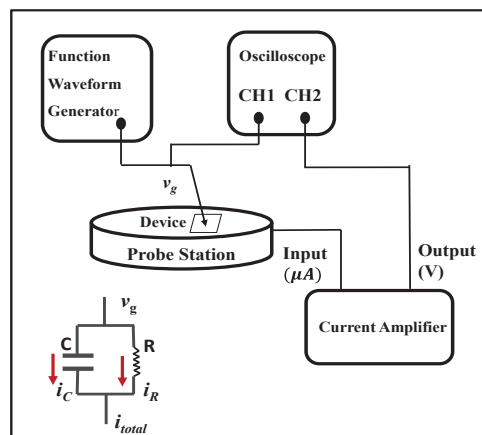 Function
Waveform
Generator
Oscilloscope
CH1 CH2
v_g
Device
Probe Station
Input
(μA)
Output
(V)
Current Amplifier
v_g
C
R
i_C
i_R
i_total